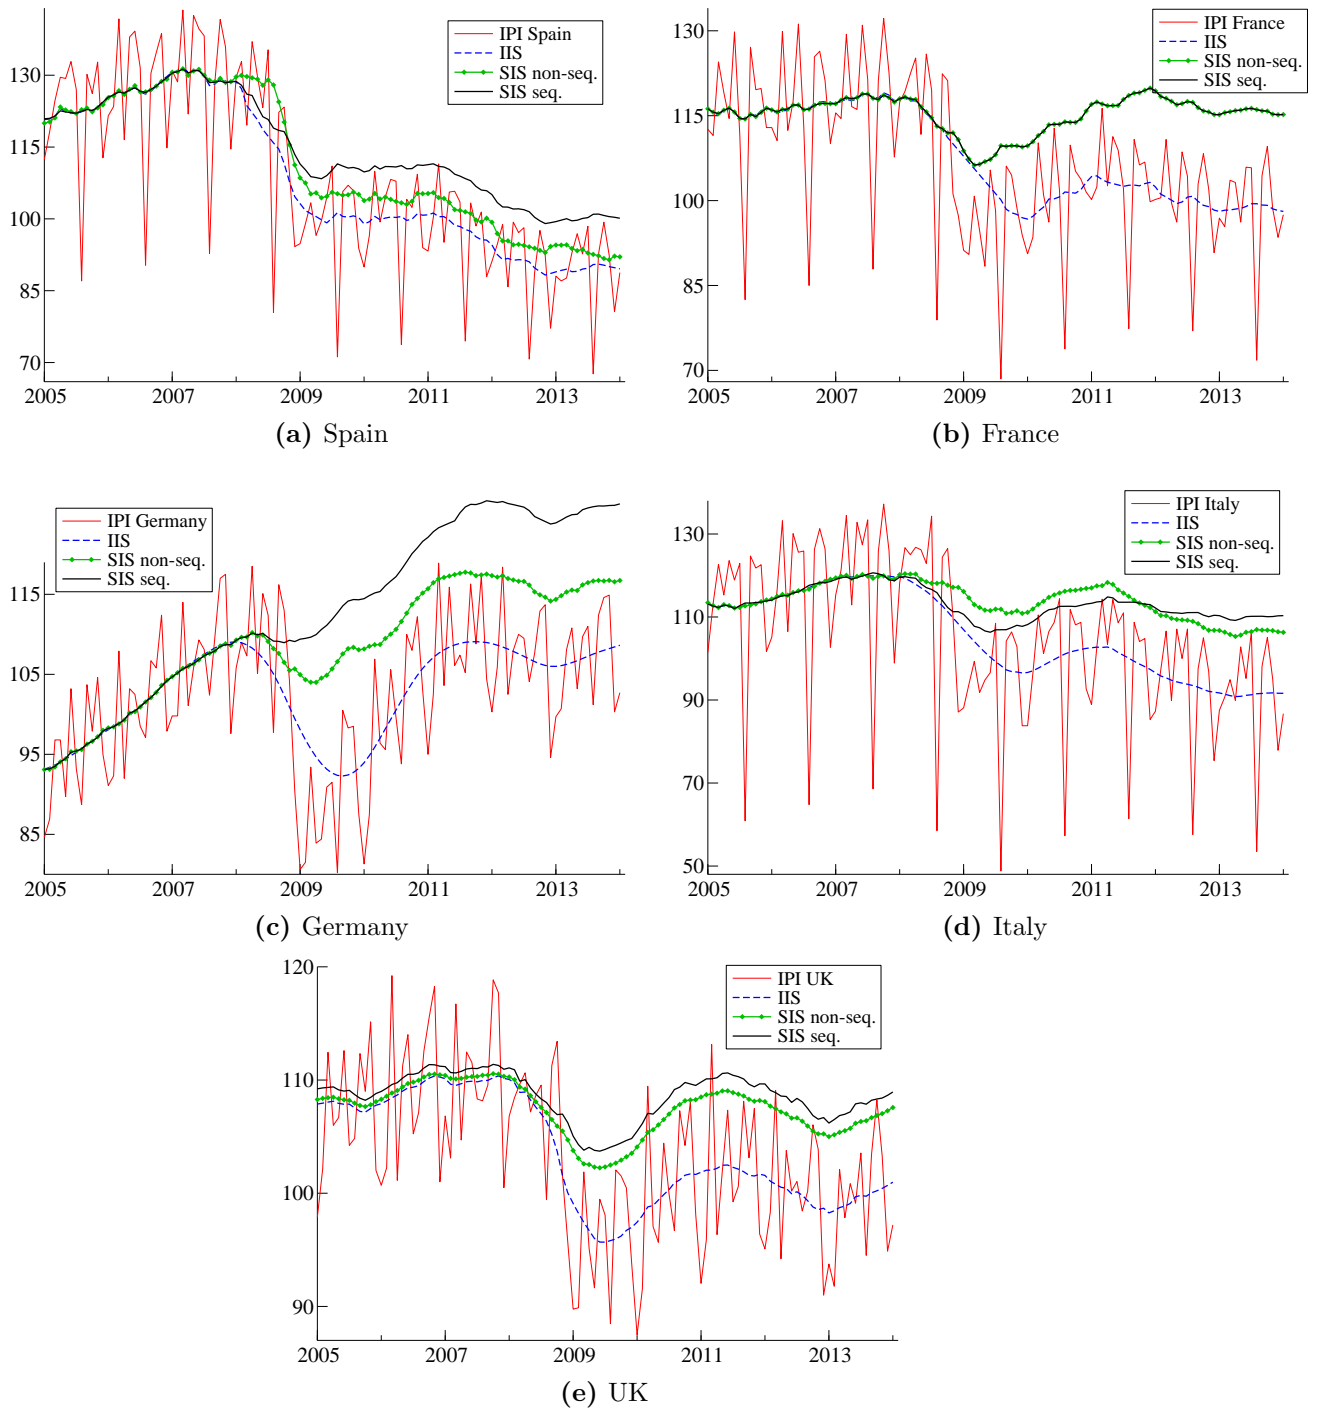 IPI Spain
IIS
SIS non-seq.
SIS seq.
130
115
100
85
70
2005 2007 2009 2011 2013
(a) Spain
IPI France
IIS
SIS non-seq.
SIS seq.
130
115
100
85
70
2005 2007 2009 2011 2013
(b) France
IPI Germany
IIS
SIS non-seq.
SIS seq.
115
105
95
85
2005 2007 2009 2011 2013
(c) Germany
IPI Italy
IIS
SIS non-seq.
SIS seq.
130
110
90
70
50
2005 2007 2009 2011 2013
(d) Italy
IPI UK
IIS
SIS non-seq.
SIS seq.
120
110
100
90
2005 2007 2009 2011 2013
(e) UK